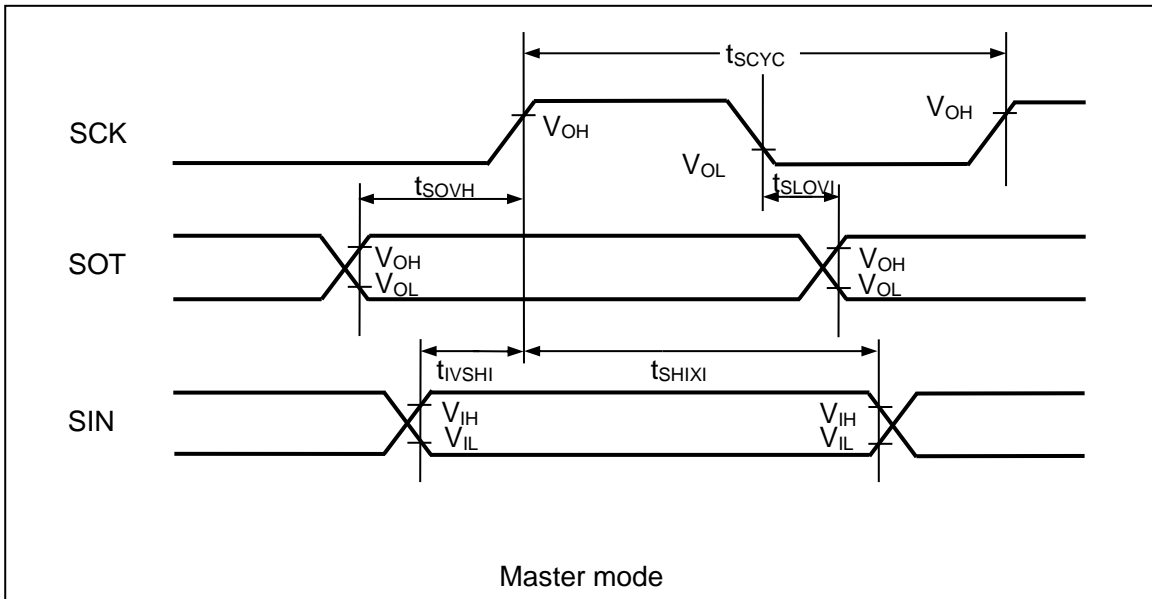 tSCYC
SCK
VOH
VOH
VOL
tSOVH
tSLOVI
SOT
VOH
VOL
VOH
VOL
tIVSHI
tSHIXI
SIN
VIH
VIL
VIH
VIL
Master mode